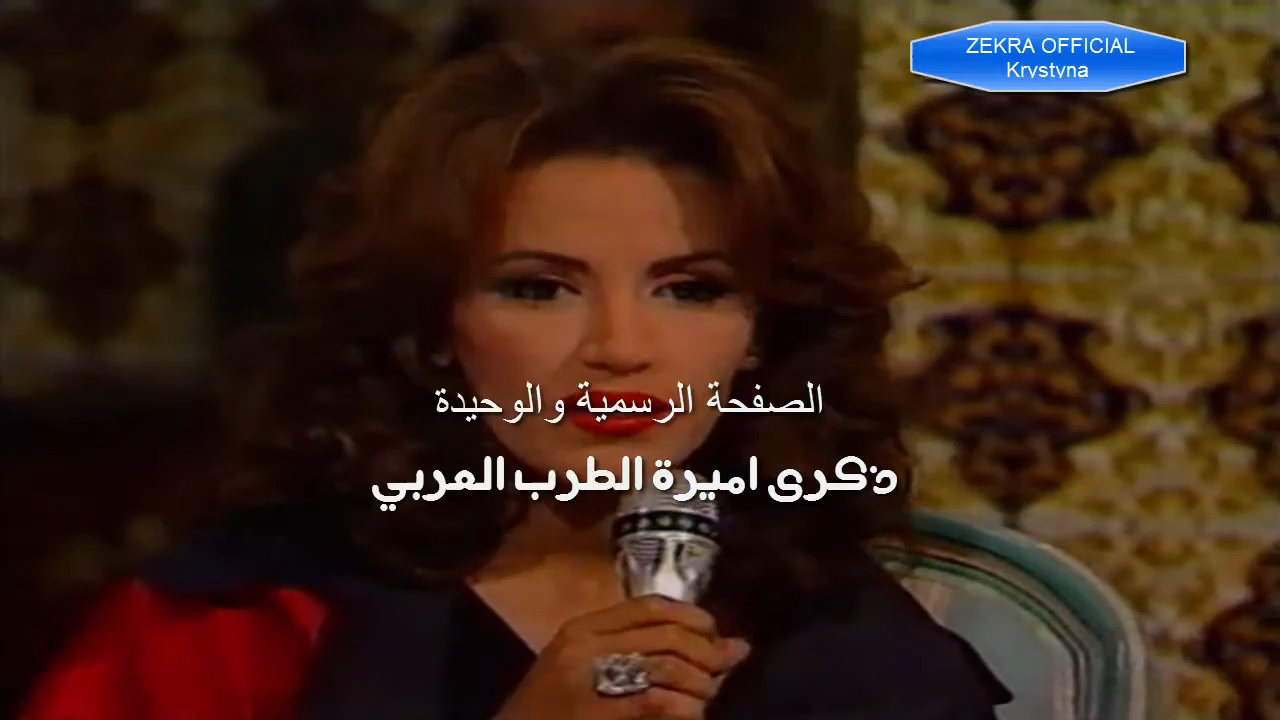 ZEKRA OFFICIAL
Krystyna
الصفحة الرسمية والوحيدة
ذكرى اميرة الطرب العربي